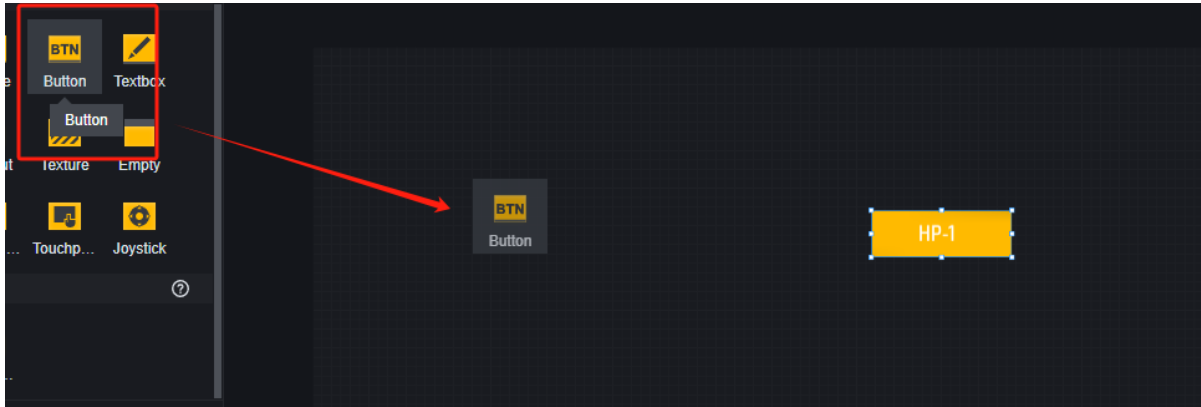 BTN
Button
Textbox
Button
Texture
Empty
Touchp...
Joystick
BTN
Button
HP-1